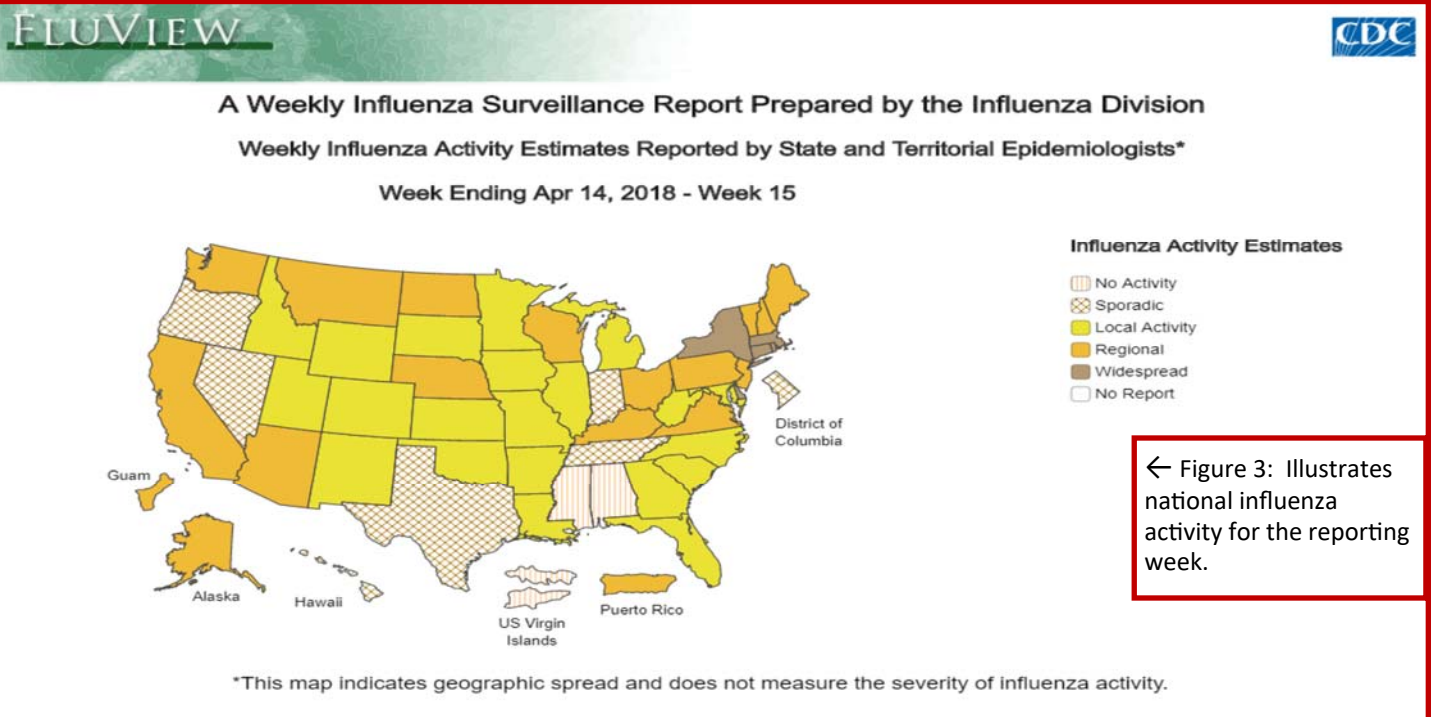 FLUVIEW
CDC
A Weekly Influenza Surveillance Report Prepared by the Influenza Division
Weekly Influenza Activity Estimates Reported by State and Territorial Epidemiologists*
Week Ending Apr 14, 2018 - Week 15
Influenza Activity Estimates
No Activity
Sporadic
Local Activity
Regional
Widespread
No Report
District of
Columbia
Guam
Alaska
Hawaii
US Virgin
Islands
Puerto Rico
← Figure 3: Illustrates
national influenza
activity for the reporting
week.
*This map indicates geographic spread and does not measure the severity of influenza activity.